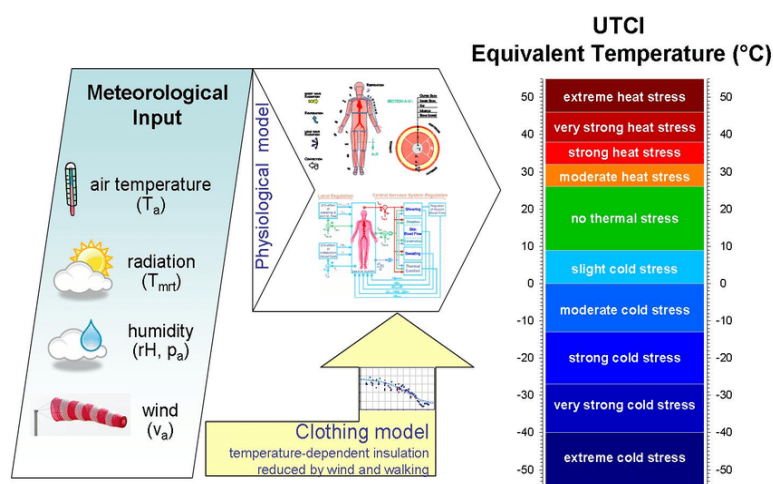 UTCI
Equivalent Temperature (°C)
Meteorological
Input
air temperature
(Ta)
radiation
(Tmrt)
humidity
(rH, pa)
wind
(va)
Physiological model
Clothing model
temperature-dependent insulation
reduced by wind and walking
50
40
30
20
10
0
-10
-20
-30
-40
-50
extreme heat stress
very strong heat stress
strong heat stress
moderate heat stress
no thermal stress
slight cold stress
moderate cold stress
strong cold stress
very strong cold stress
extreme cold stress
50
40
30
20
10
0
-10
-20
-30
-40
-50